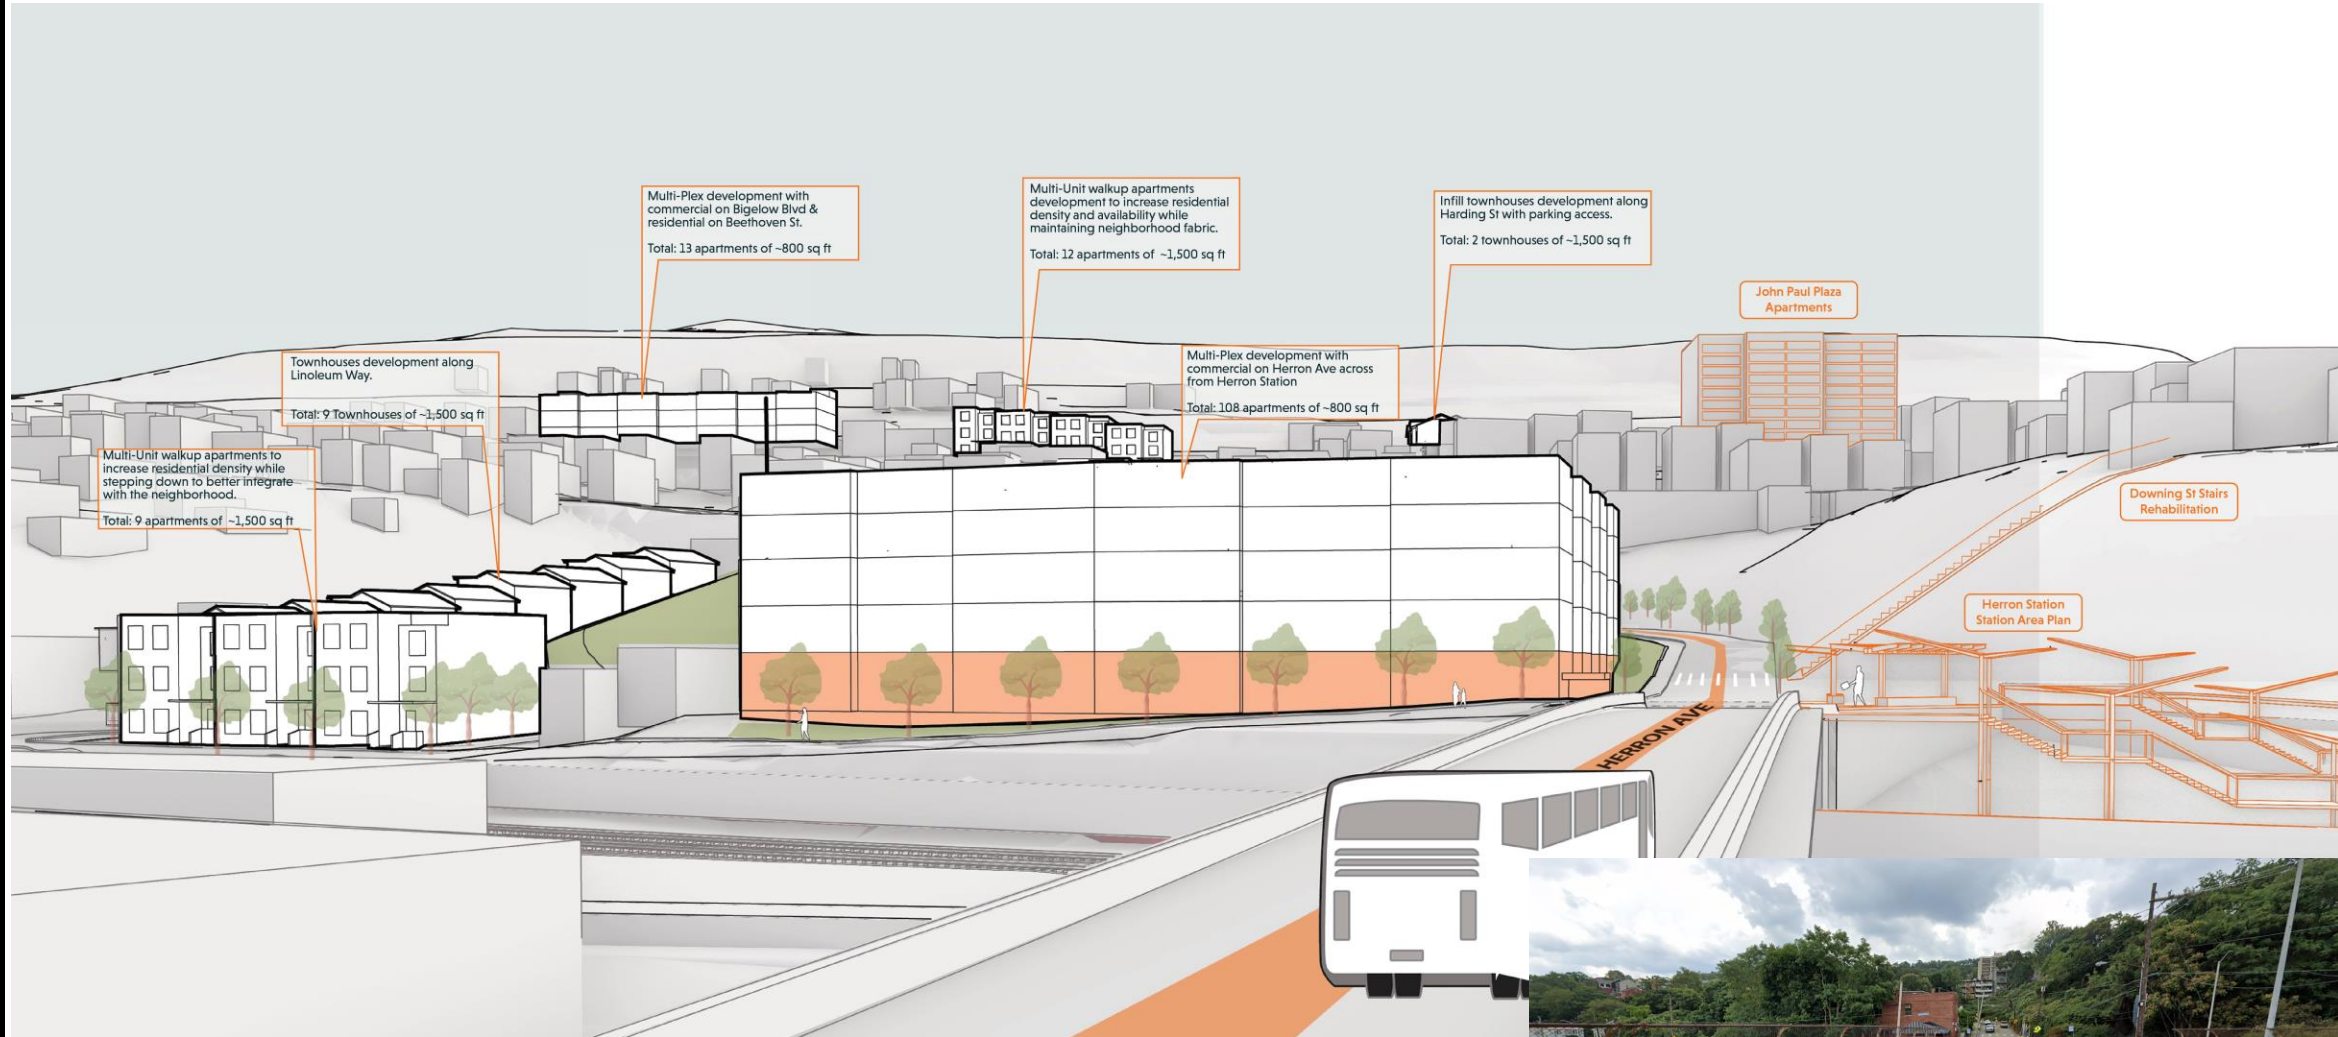 Multi-Plex development with
commercial on Bigelow Blvd &
residential on Beethoven St.
Total: 13 apartments of ~800 sq ft
Multi-Unit walkup apartments
development to increase residential
density and availability while
maintaining neighborhood fabric.
Total: 12 apartments of ~1,500 sq ft
Infill townhouses development along
Harding St with parking access.
Total: 2 townhouses of ~1,500 sq ft
John Paul Plaza
Apartments
Townhouses development along
Linoleum Way.
Total: 9 Townhouses of ~1,500 sq ft
Multi-Plex development with
commercial on Herron Ave across
from Herron Station
Total: 108 apartments of ~800 sq ft
Multi-Unit walkup apartments to
increase residential density while
stepping down to better integrate
with the neighborhood.
Total: 9 apartments of ~1,500 sq ft
Downing St Stairs
Rehabilitation
Herron Station
Station Area Plan
HERRON AVE